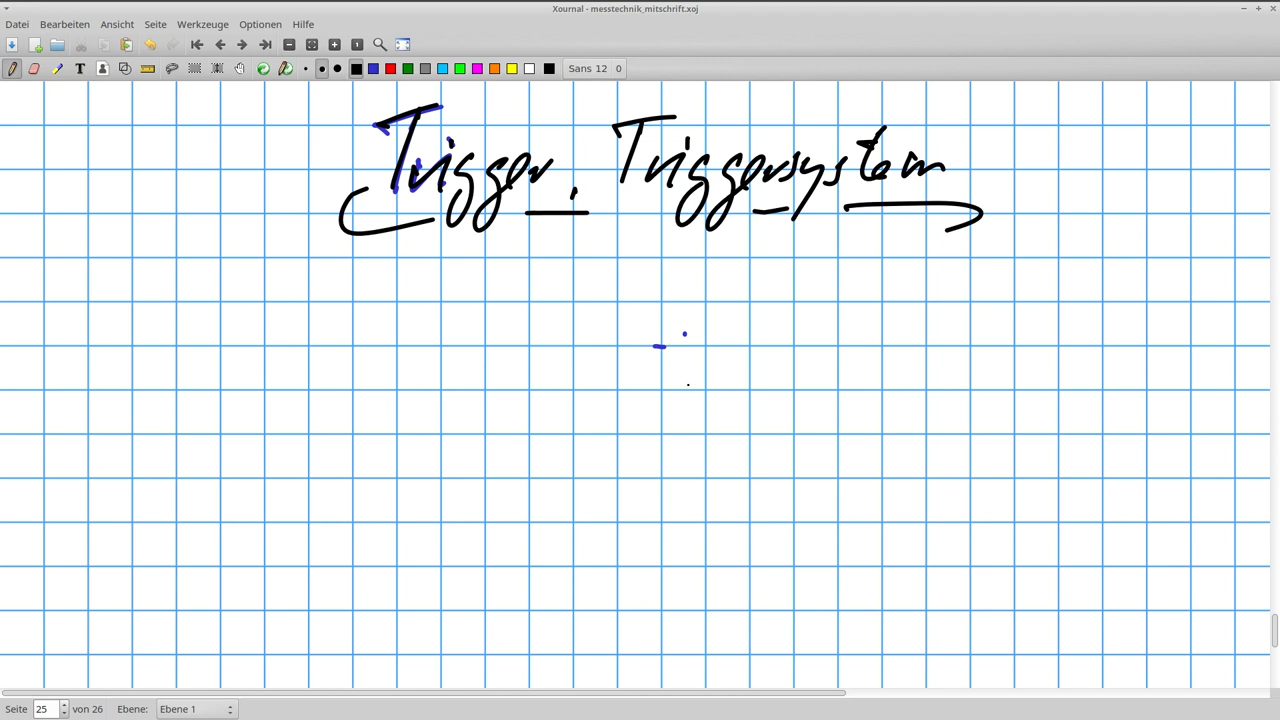 Xournal - messtechnik_mitschrift.xoj
Datei Bearbeiten Ansicht Seite Werkzeuge Optionen Hilfe
Sans 12 0
Trigger, Triggersystem
Seite 25 von 26 Ebene: Ebene 1